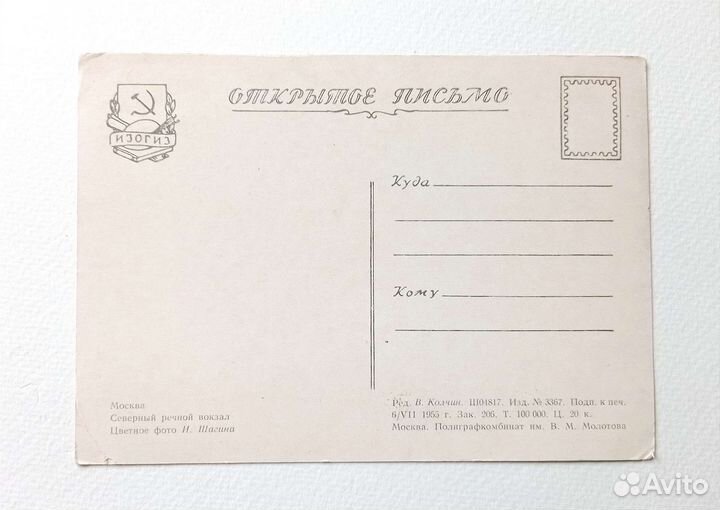 ОТКРЫТОЕ ПИСЬМО
ИЗОГИЗ
Куда
Кому
Москва
Северный речной вокзал
Цветное фото И. Шагина
Ред. В. Колчин. Ш04817. Изд. № 3367. Подп. к печ.
6/VII 1955 г. Зак. 206. Т. 100 000. Ц. 20 к.
Москва. Полиграфкомбинат им. В. М. Молотова
Avito